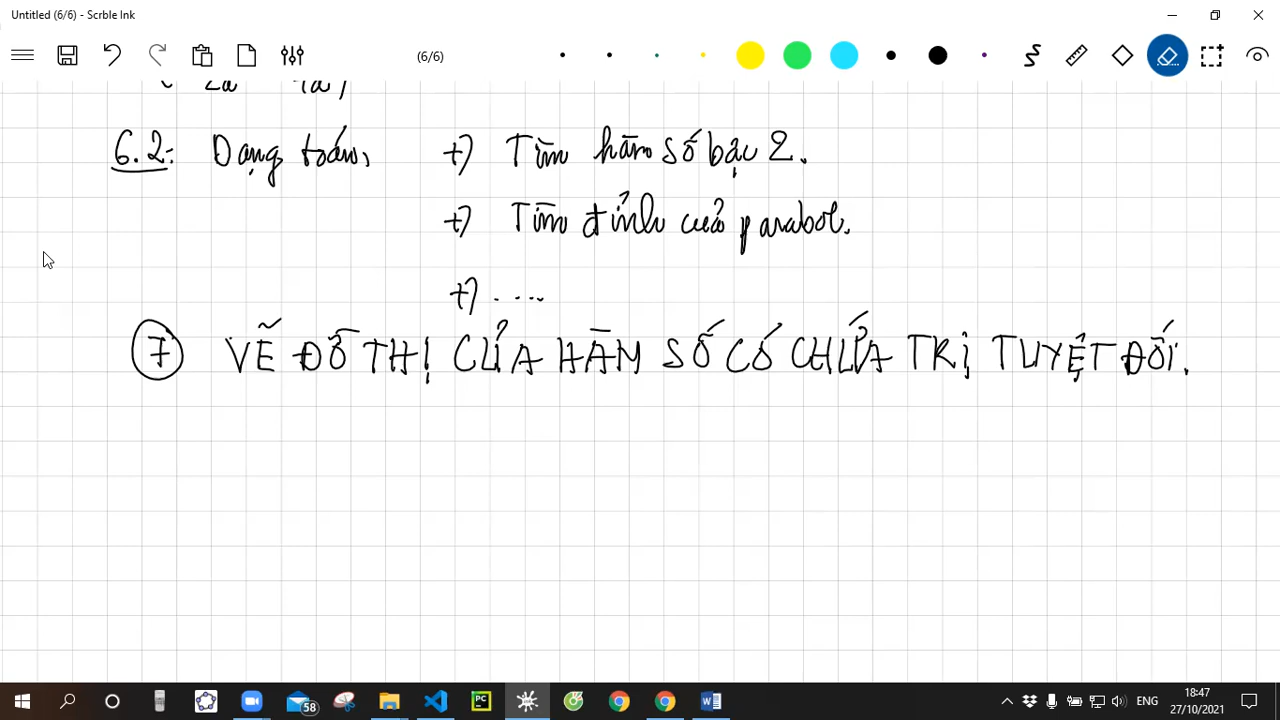 Untitled (6/6) - Scrble Ink
(6/6)
6.2: Dạng toán, +) Tìm hàm số bậc 2.
+) Tìm đỉnh của parabol.
+) ....
7 VẼ ĐỒ THỊ CỦA HÀM SỐ CÓ CHỨA TRỊ TUYỆT ĐỐI.
58
PC
ENG
18:47
27/10/2021